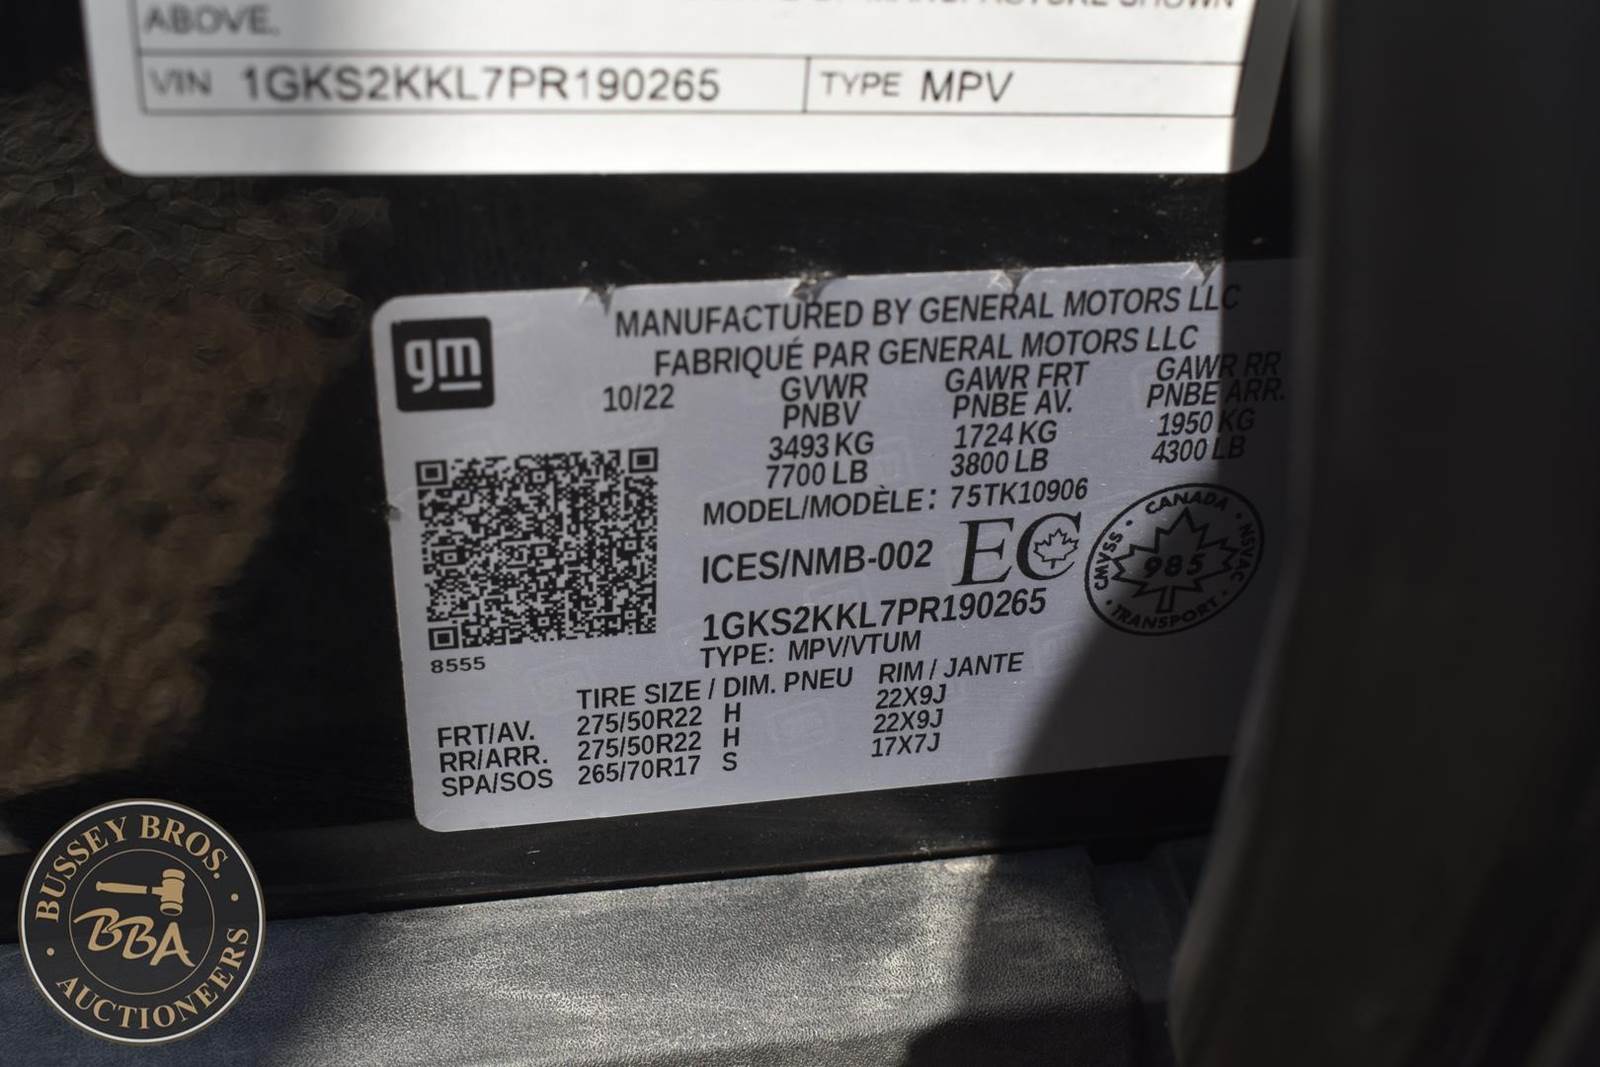 ABOVE.
VIN 1GKS2KKL7PR190265 TYPE MPV
gm
MANUFACTURED BY GENERAL MOTORS LLC
FABRIQUÉ PAR GENERAL MOTORS LLC
10/22 GVWR GAWR FRT GAWR RR
PNBV PNBE AV. PNBE ARR.
3493 KG 1724 KG 1950 KG
7700 LB 3800 LB 4300 LB
MODEL/MODÈLE: 75TK10906
ICES/NMB-002 EC
CANADA
CMVSS 985 NSVAC
TRANSPORT
1GKS2KKL7PR190265
TYPE: MPV/VTUM
8555
TIRE SIZE / DIM. PNEU RIM / JANTE
FRT/AV. 275/50R22 H 22X9J
RR/ARR. 275/50R22 H 22X9J
SPA/SOS 265/70R17 S 17X7J
BUSSEY BROS.
BBA
AUCTIONEERS